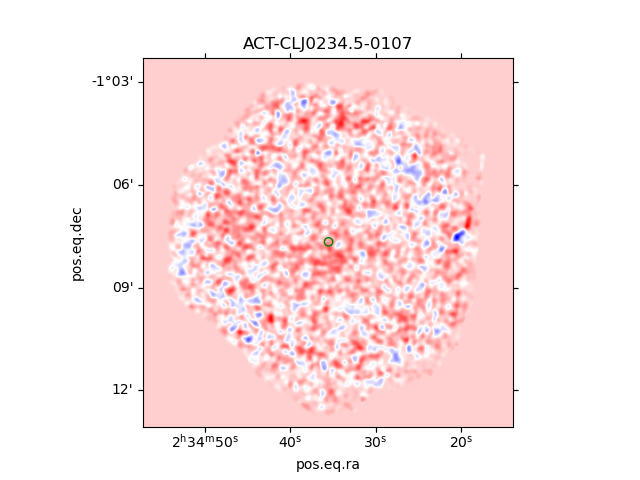 ACT-CLJ0234.5-0107
-1°03'
06'
09'
12'
pos.eq.dec
2ʰ34ᵐ50ˢ 40ˢ 30ˢ 20ˢ
pos.eq.ra